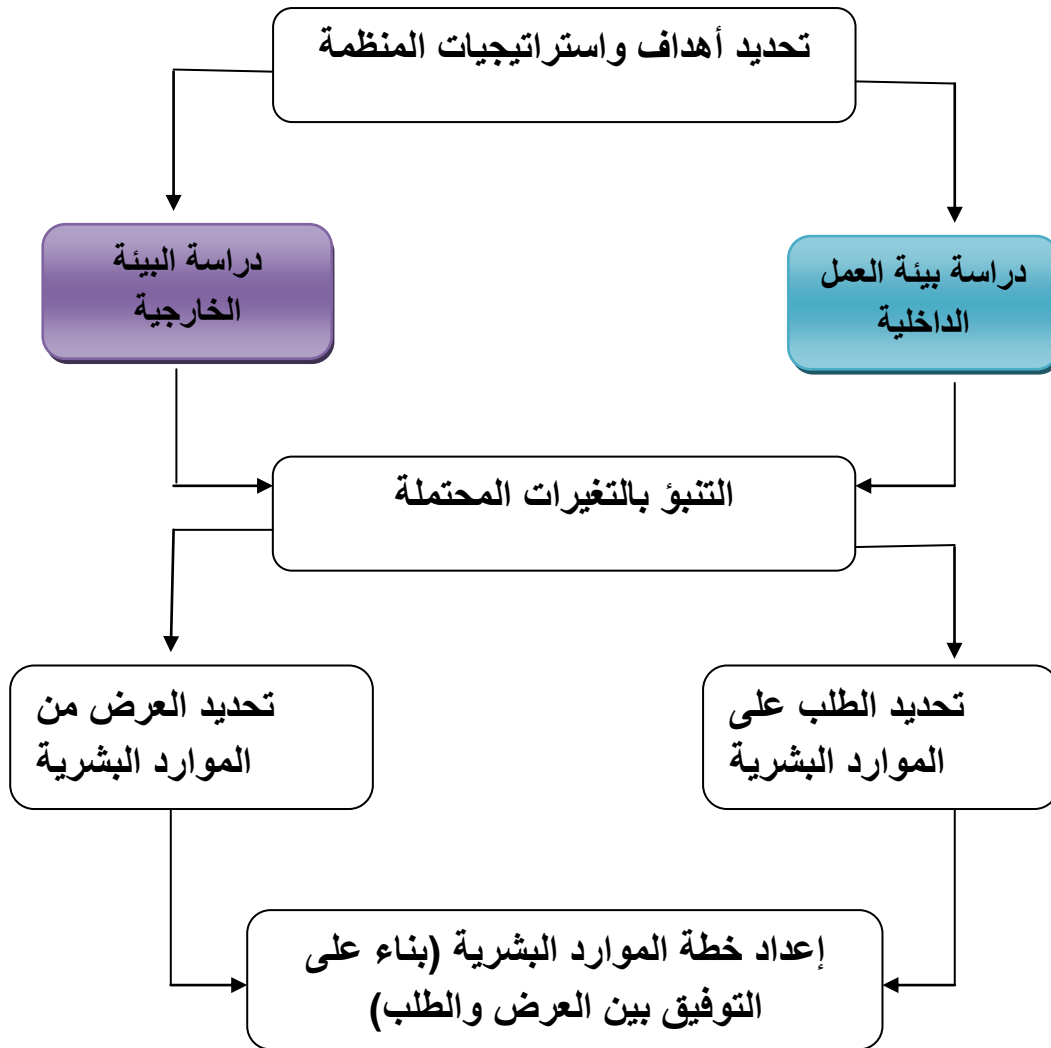 تحديد أهداف واستراتيجيات المنظمة
دراسة بيئة العمل
الداخلية
دراسة البيئة
الخارجية
التنبؤ بالتغيرات المحتملة
تحديد الطلب على
الموارد البشرية
تحديد العرض من
الموارد البشرية
إعداد خطة الموارد البشرية (بناء على
التوفيق بين العرض والطلب)